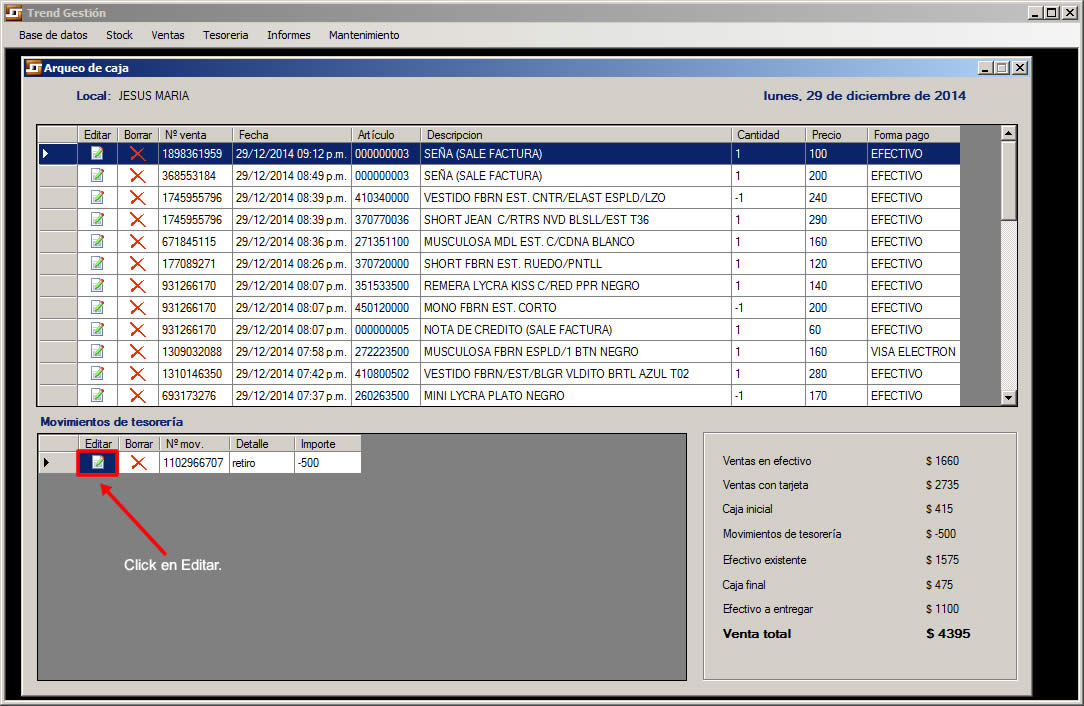 Trend Gestión
Base de datos Stock Ventas Tesoreria Informes Mantenimiento
Arqueo de caja
Local: JESUS MARIA lunes, 29 de diciembre de 2014
Editar Borrar Nº venta Fecha Artículo Descripcion Cantidad Precio Forma pago
1898361959 29/12/2014 09:12 p.m. 000000003 SEÑA (SALE FACTURA) 1 100 EFECTIVO
368553184 29/12/2014 08:49 p.m. 000000003 SEÑA (SALE FACTURA) 1 200 EFECTIVO
1745955796 29/12/2014 08:39 p.m. 410340000 VESTIDO FBRN EST. CNTR/ELAST ESPLD/LZO -1 240 EFECTIVO
1745955796 29/12/2014 08:39 p.m. 370770036 SHORT JEAN C/RTRS NVD BLSLL/EST T36 1 290 EFECTIVO
671845115 29/12/2014 08:36 p.m. 271351100 MUSCULOSA MDL EST. C/CDNA BLANCO 1 160 EFECTIVO
177089271 29/12/2014 08:26 p.m. 370720000 SHORT FBRN EST. RUEDO/PNTLL 1 120 EFECTIVO
931266170 29/12/2014 08:07 p.m. 351533500 REMERA LYCRA KISS C/RED PPR NEGRO 1 140 EFECTIVO
931266170 29/12/2014 08:07 p.m. 450120000 MONO FBRN EST. CORTO -1 200 EFECTIVO
931266170 29/12/2014 08:07 p.m. 000000005 NOTA DE CREDITO (SALE FACTURA) 1 60 EFECTIVO
1309032088 29/12/2014 07:58 p.m. 272223500 MUSCULOSA FBRN ESPLD/1 BTN NEGRO 1 160 VISA ELECTRON
1310146350 29/12/2014 07:42 p.m. 410800502 VESTIDO FBRN/EST/BLGR VLDITO BRTL AZUL T02 1 280 EFECTIVO
693173276 29/12/2014 07:37 p.m. 260263500 MINI LYCRA PLATO NEGRO -1 170 EFECTIVO
Movimientos de tesorería
Editar Borrar Nº mov. Detalle Importe
1102966707 retiro -500
Click en Editar.
Ventas en efectivo $ 1660
Ventas con tarjeta $ 2735
Caja inicial $ 415
Movimientos de tesorería $ -500
Efectivo existente $ 1575
Caja final $ 475
Efectivo a entregar $ 1100
Venta total $ 4395